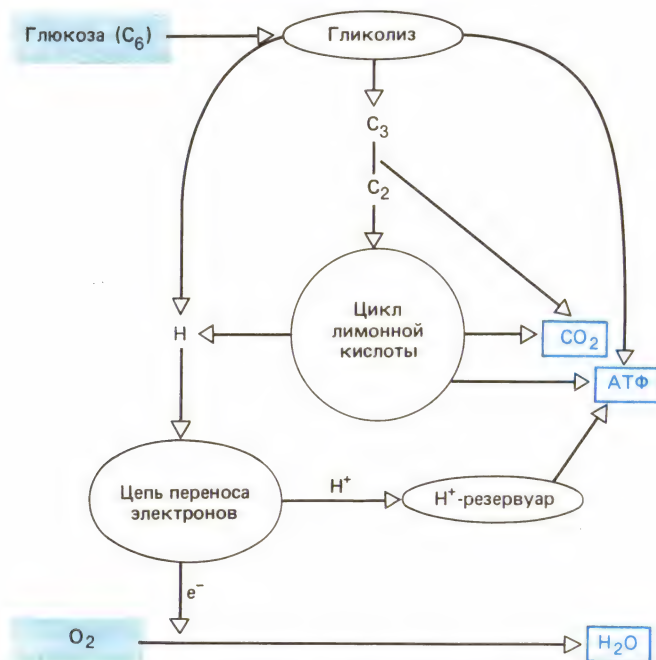 Глюкоза (C₆)
Гликолиз
C₃
C₂
H
Цикл
лимонной
кислоты
CO₂
АТФ
Цепь переноса
электронов
H⁺
H⁺-резервуар
e⁻
O₂
H₂O